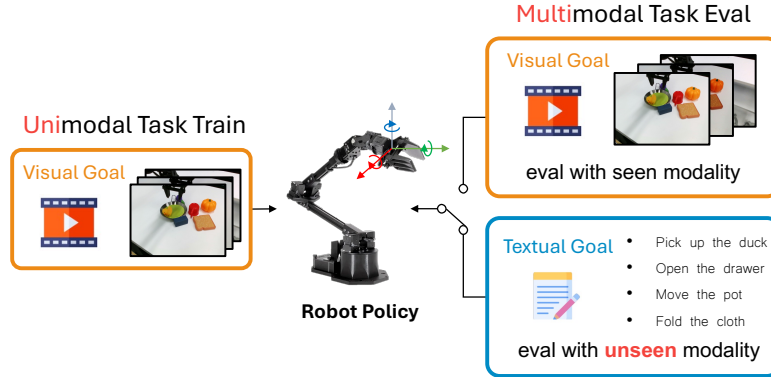 Unimodal Task Train
Visual Goal
Robot Policy
Multimodal Task Eval
Visual Goal
eval with seen modality
Textual Goal
• Pick up the duck
• Open the drawer
• Move the pot
• Fold the cloth
eval with unseen modality